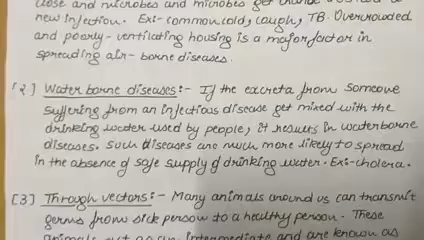 and microbes and microbes get
new infection. Ex:- common cold, cough, TB. Overcrowded
and poorly-ventilating housing is a major factor in
spreading air-borne diseases.
[2] Water borne diseases:- If the excreta from someone
suffering from an infectious disease get mixed with the
drinking water used by people, it results in waterborne
diseases. Such diseases are much more likely to spread
in the absence of safe supply of drinking water. Ex:- cholera.
[3] Through vectors:- Many animals around us can transmit
germs from sick person to a healthy person. These
animals act as an intermediate and are known as